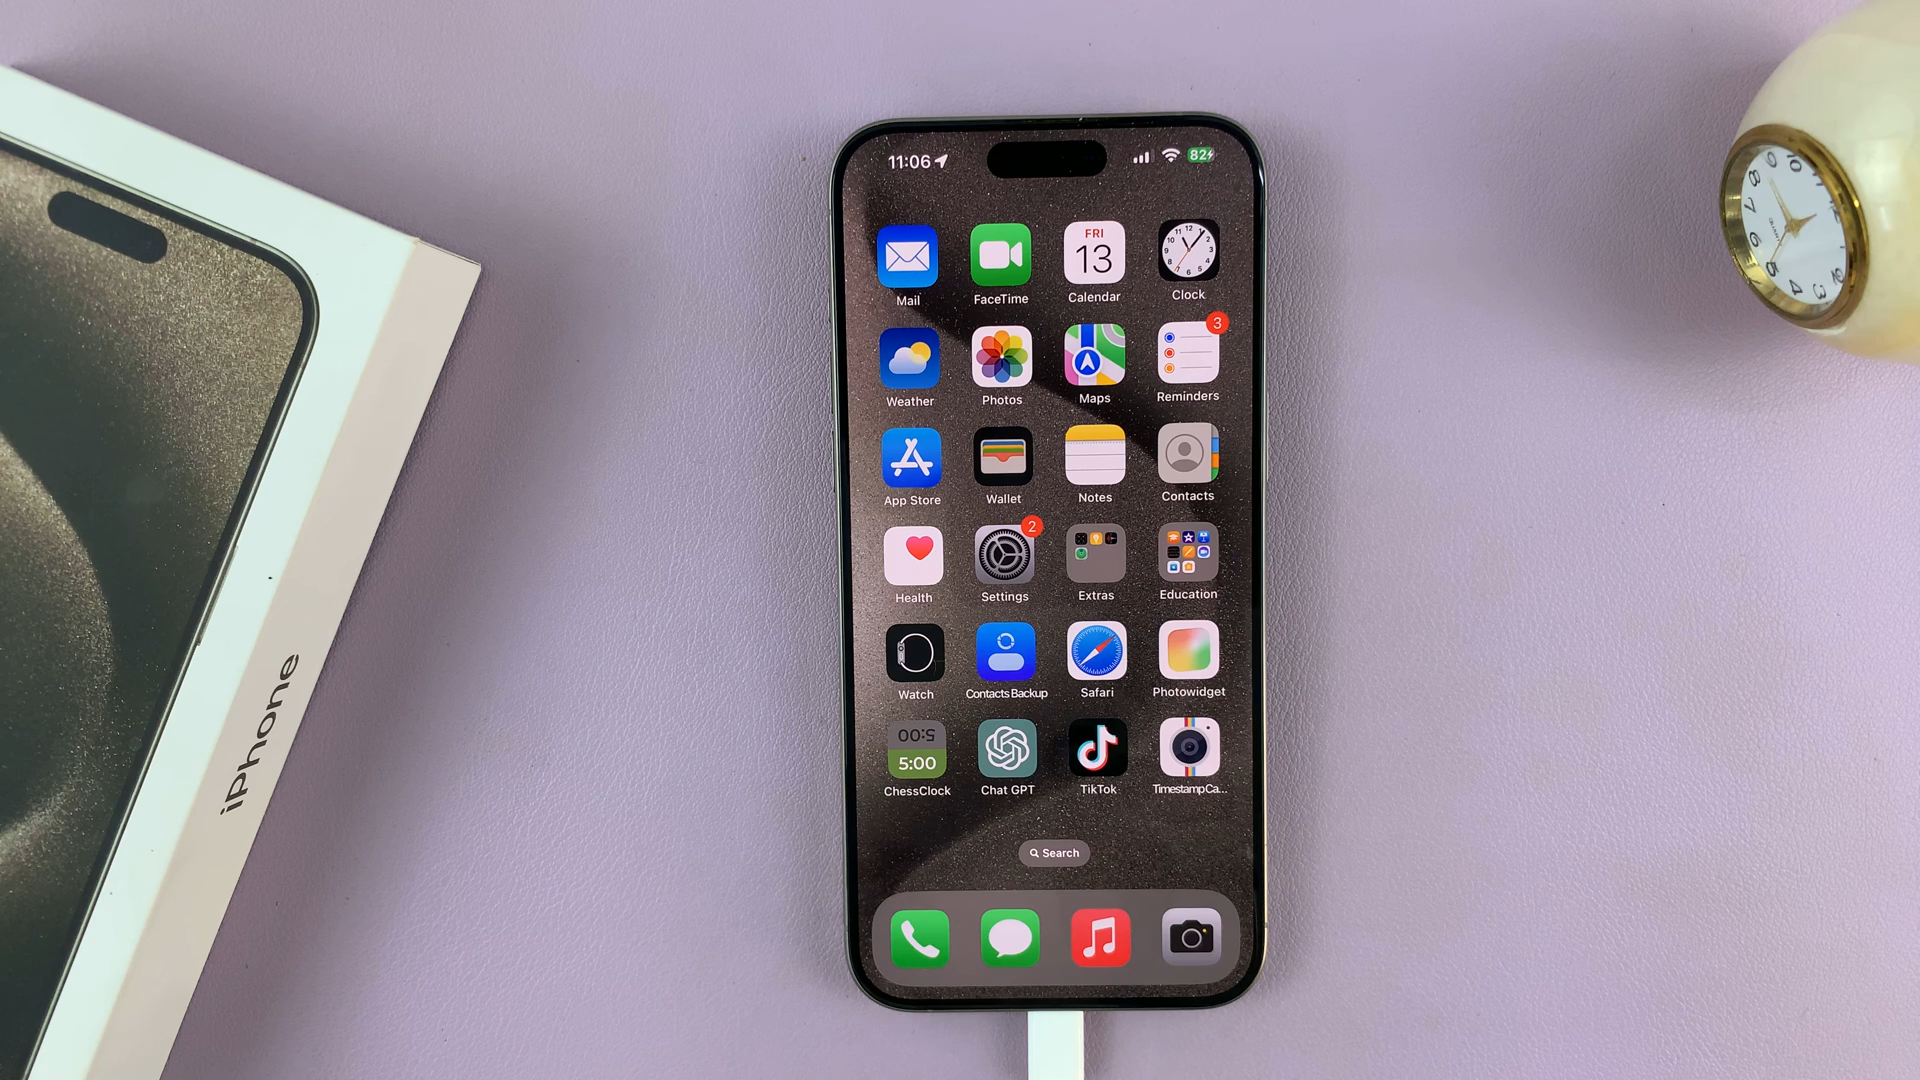 11:06
82
FRI
13
Mail
FaceTime
Calendar
Clock
3
Weather
Photos
Maps
Reminders
App Store
Wallet
Notes
Contacts
2
Health
Settings
Extras
Education
Watch
Contacts Backup
Safari
Photowidget
5:00
5:00
ChessClock
Chat GPT
TikTok
TimestampCa...
Search
iPhone